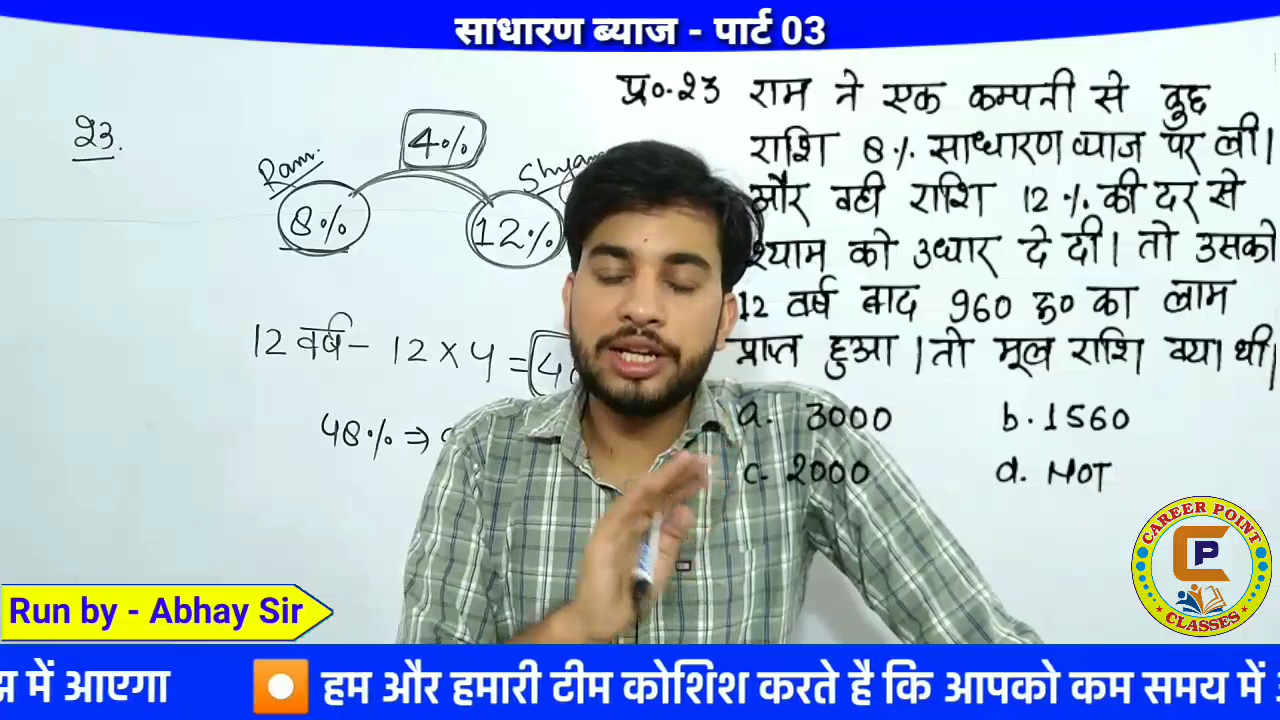 साधारण ब्याज - पार्ट 03
प्र०-23 राम ने एक कम्पनी से कुछ
राशि 8% साधारण ब्याज पर ली।
और वही राशि 12% की दर से
श्याम को उधार दे दी। तो उसको
12 वर्ष बाद 960 रु० का लाभ
प्राप्त हुआ। तो मूल राशि क्या थी।
a. 3000 b. 1560
c. 2000 d. NOT
23.
4%
Ram. Shyam
8% 12%
12 वर्ष - 12 x 4 = 4
48% ⇒
CAREER POINT
CP
CLASSES
Run by - Abhay Sir
में आएगा हम और हमारी टीम कोशिश करते है कि आपको कम समय में